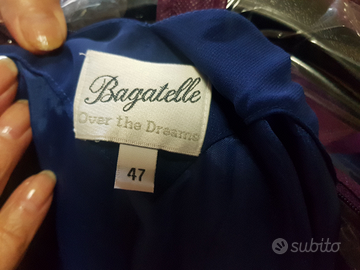 Bagatelle
Over the Dreams
47
subito